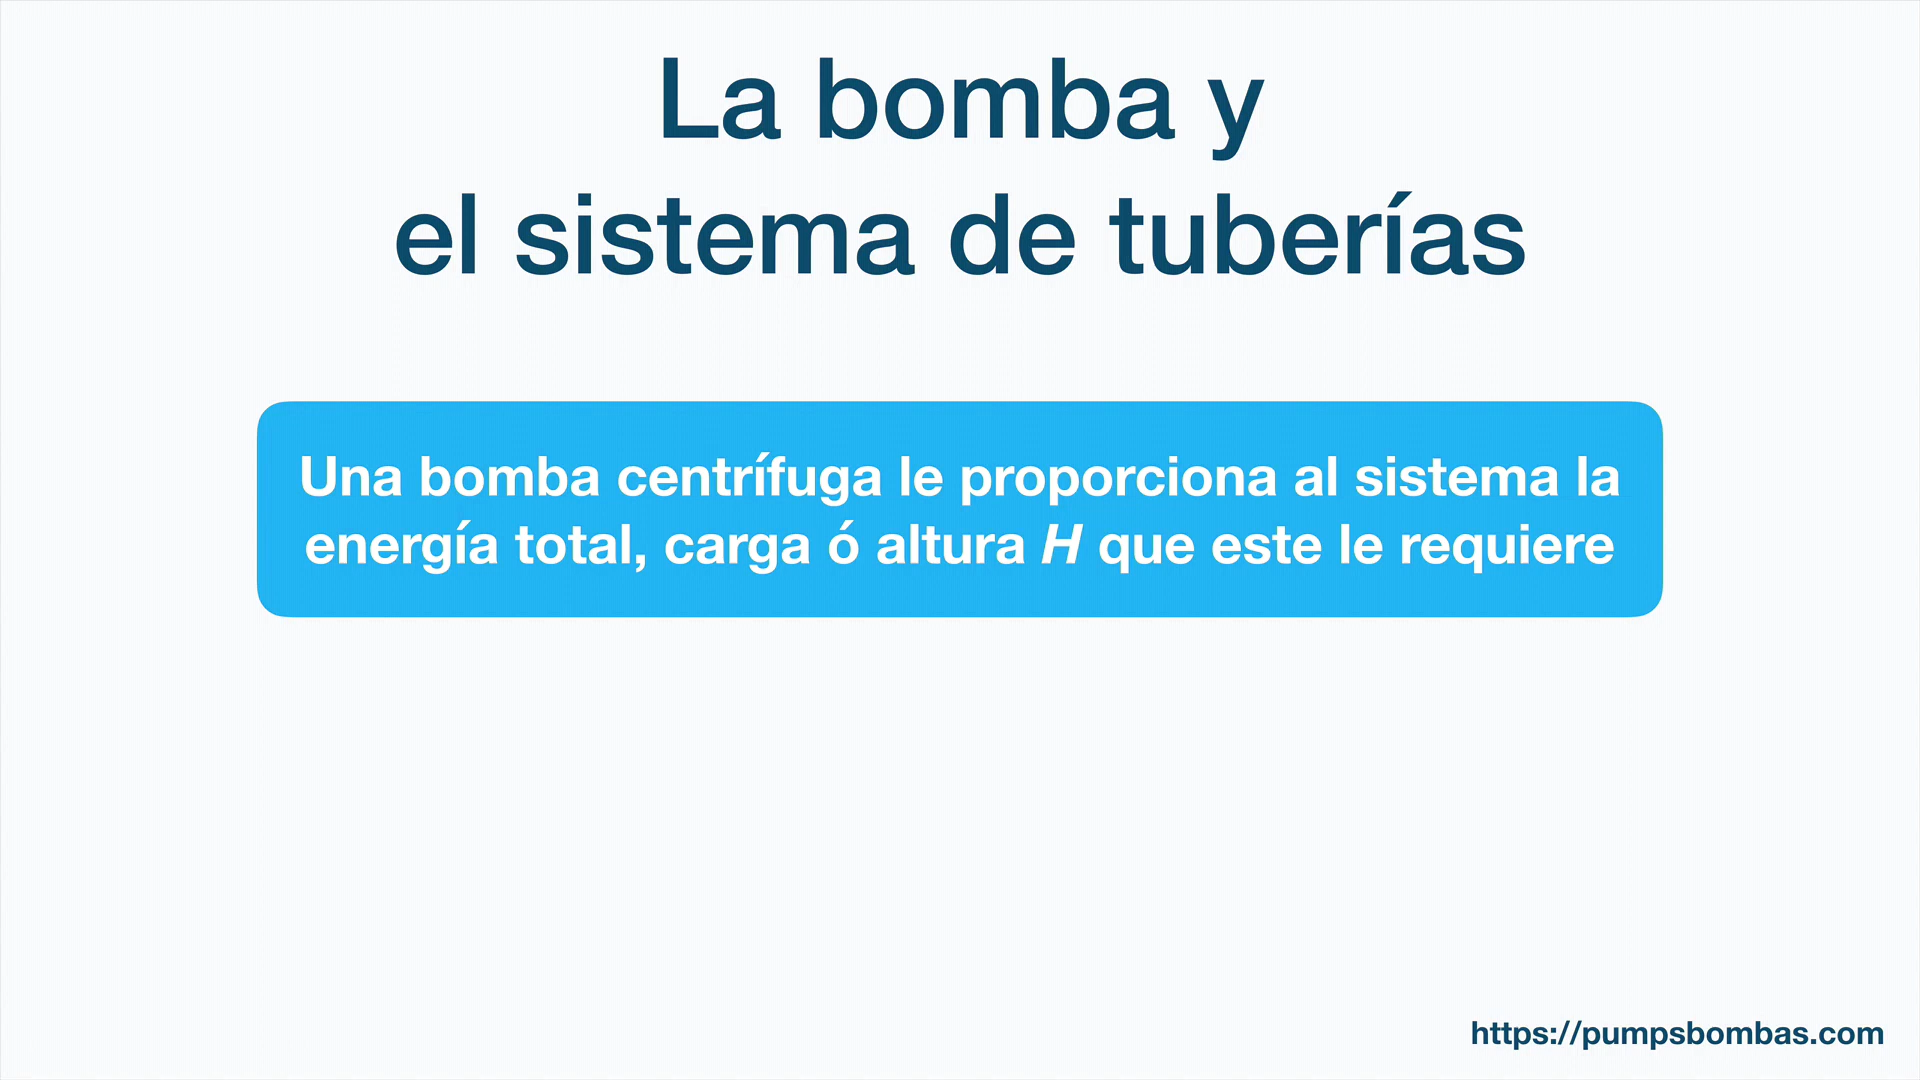 La bomba y
el sistema de tuberías
Una bomba centrífuga le proporciona al sistema la
energía total, carga ó altura H que este le requiere
https://pumpsbombas.com